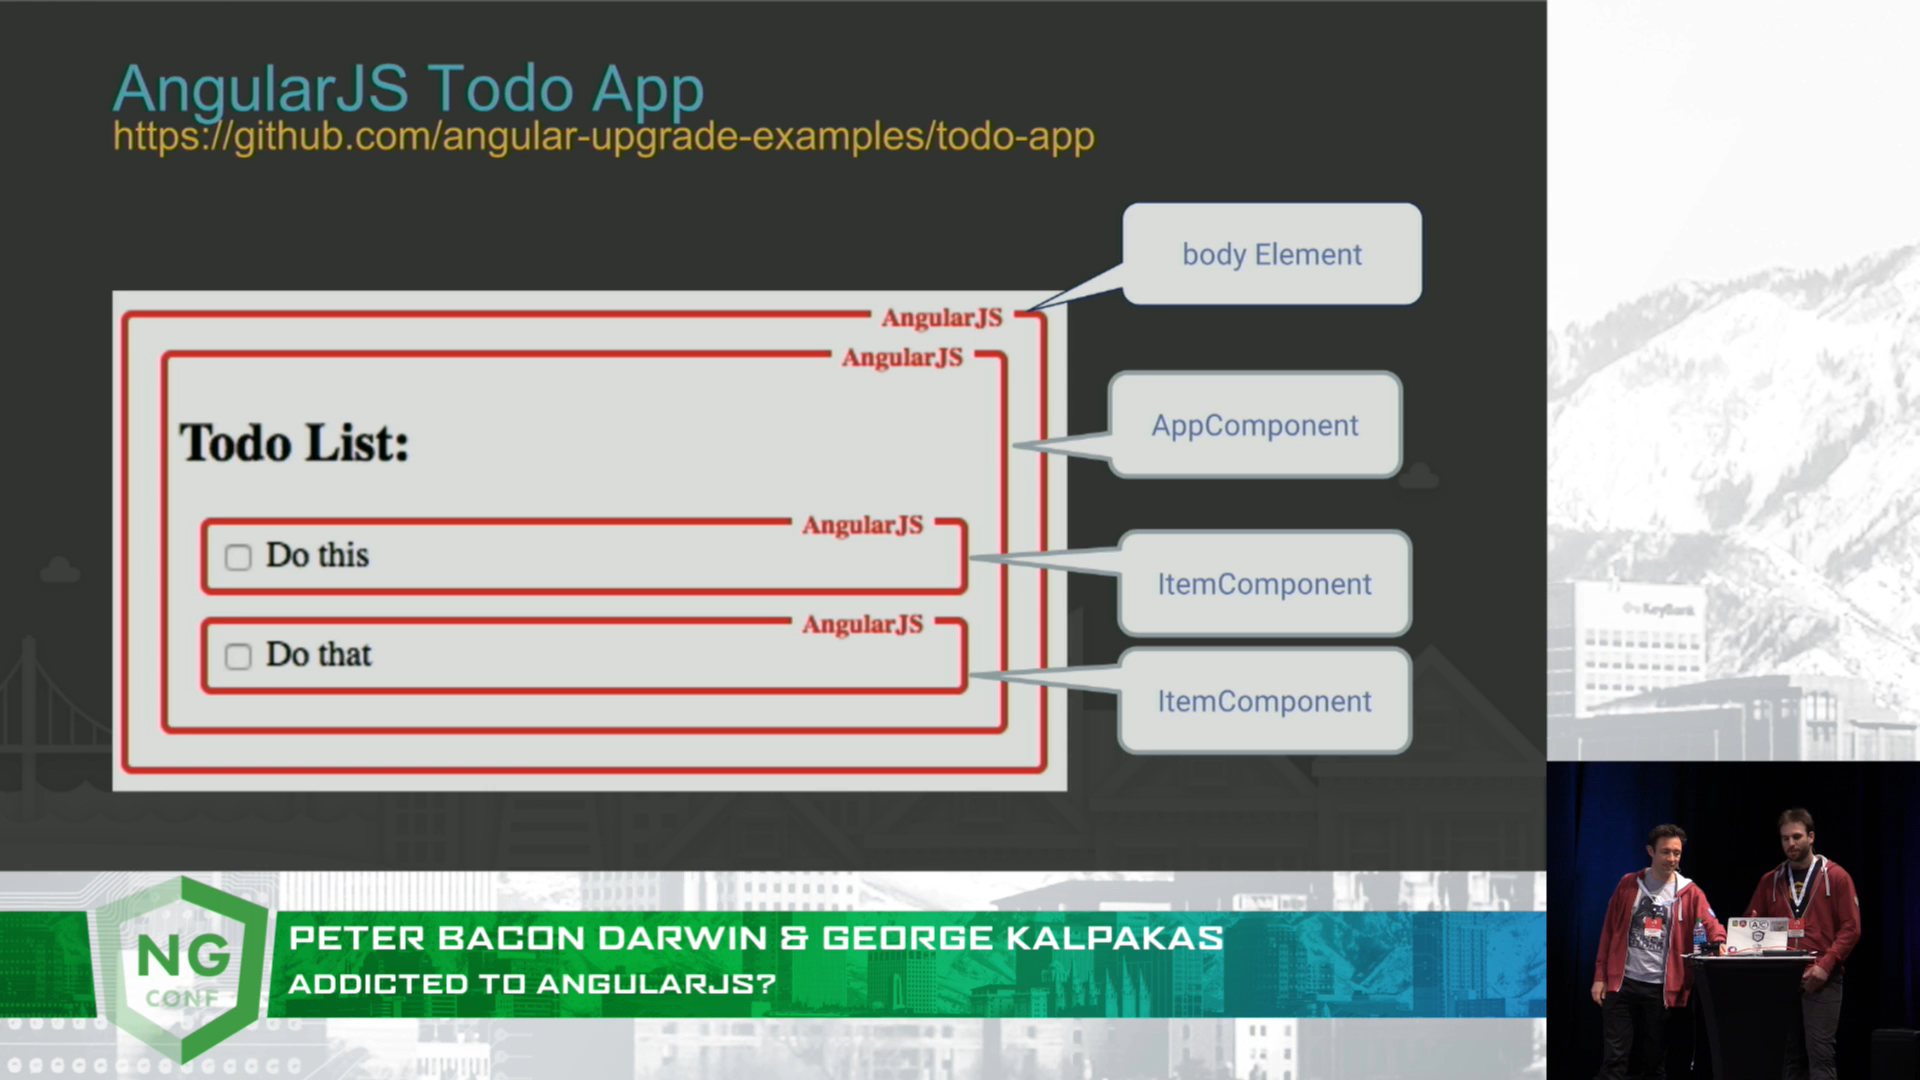 AngularJS Todo App
https://github.com/angular-upgrade-examples/todo-app
body Element
AngularJS
AngularJS
AppComponent
Todo List:
AngularJS
Do this
ItemComponent
AngularJS
Do that
ItemComponent
KeyBank
NG
CONF
PETER BACON DARWIN & GEORGE KALPAKAS
ADDICTED TO ANGULARJS?